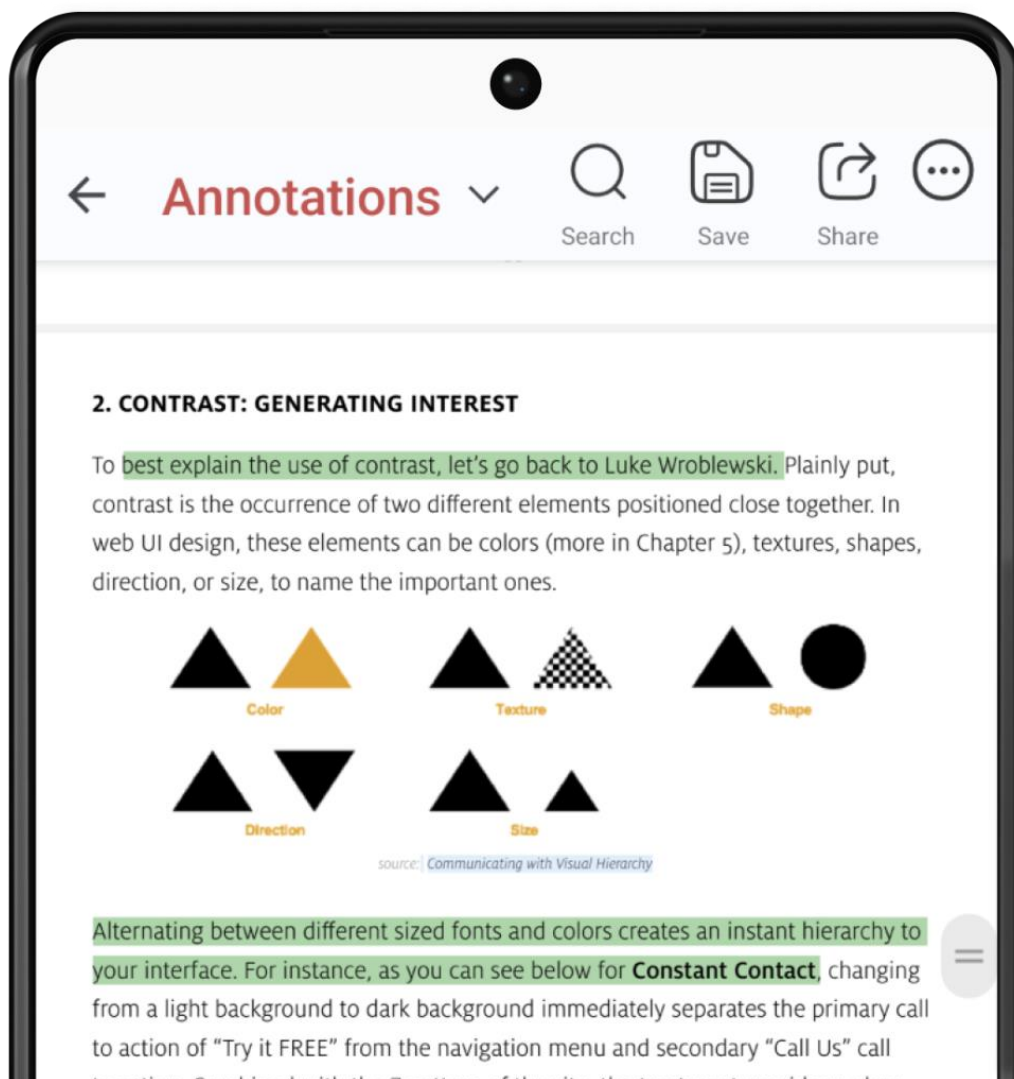 Annotations
Search Save Share
2. CONTRAST: GENERATING INTEREST
To best explain the use of contrast, let's go back to Luke Wroblewski. Plainly put,
contrast is the occurrence of two different elements positioned close together. In
web UI design, these elements can be colors (more in Chapter 5), textures, shapes,
direction, or size, to name the important ones.
Color Texture Shape
Direction Size
source: Communicating with Visual Hierarchy
Alternating between different sized fonts and colors creates an instant hierarchy to
your interface. For instance, as you can see below for Constant Contact, changing
from a light background to dark background immediately separates the primary call
to action of “Try it FREE” from the navigation menu and secondary “Call Us” call